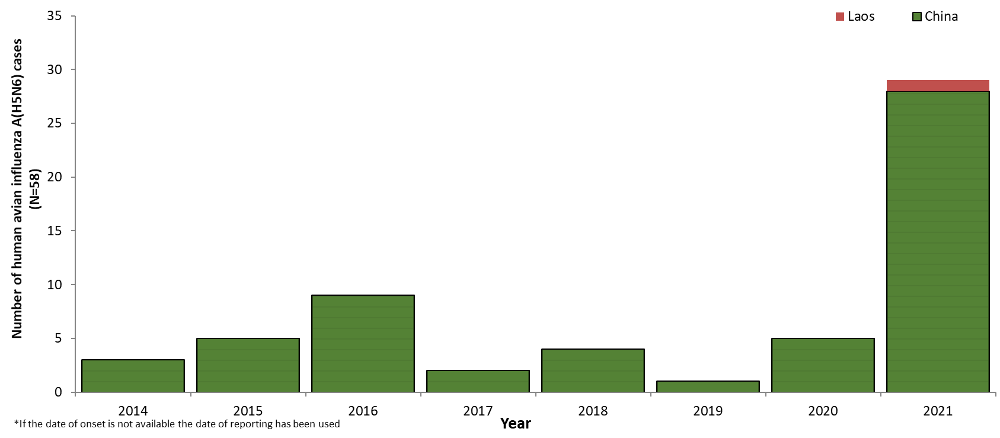 Number of human avian influenza A(H5N6) cases
(N=58)
35
30
25
20
15
10
5
0
Laos
China
2014
2015
2016
2017
2018
2019
2020
2021
Year
*If the date of onset is not available the date of reporting has been used